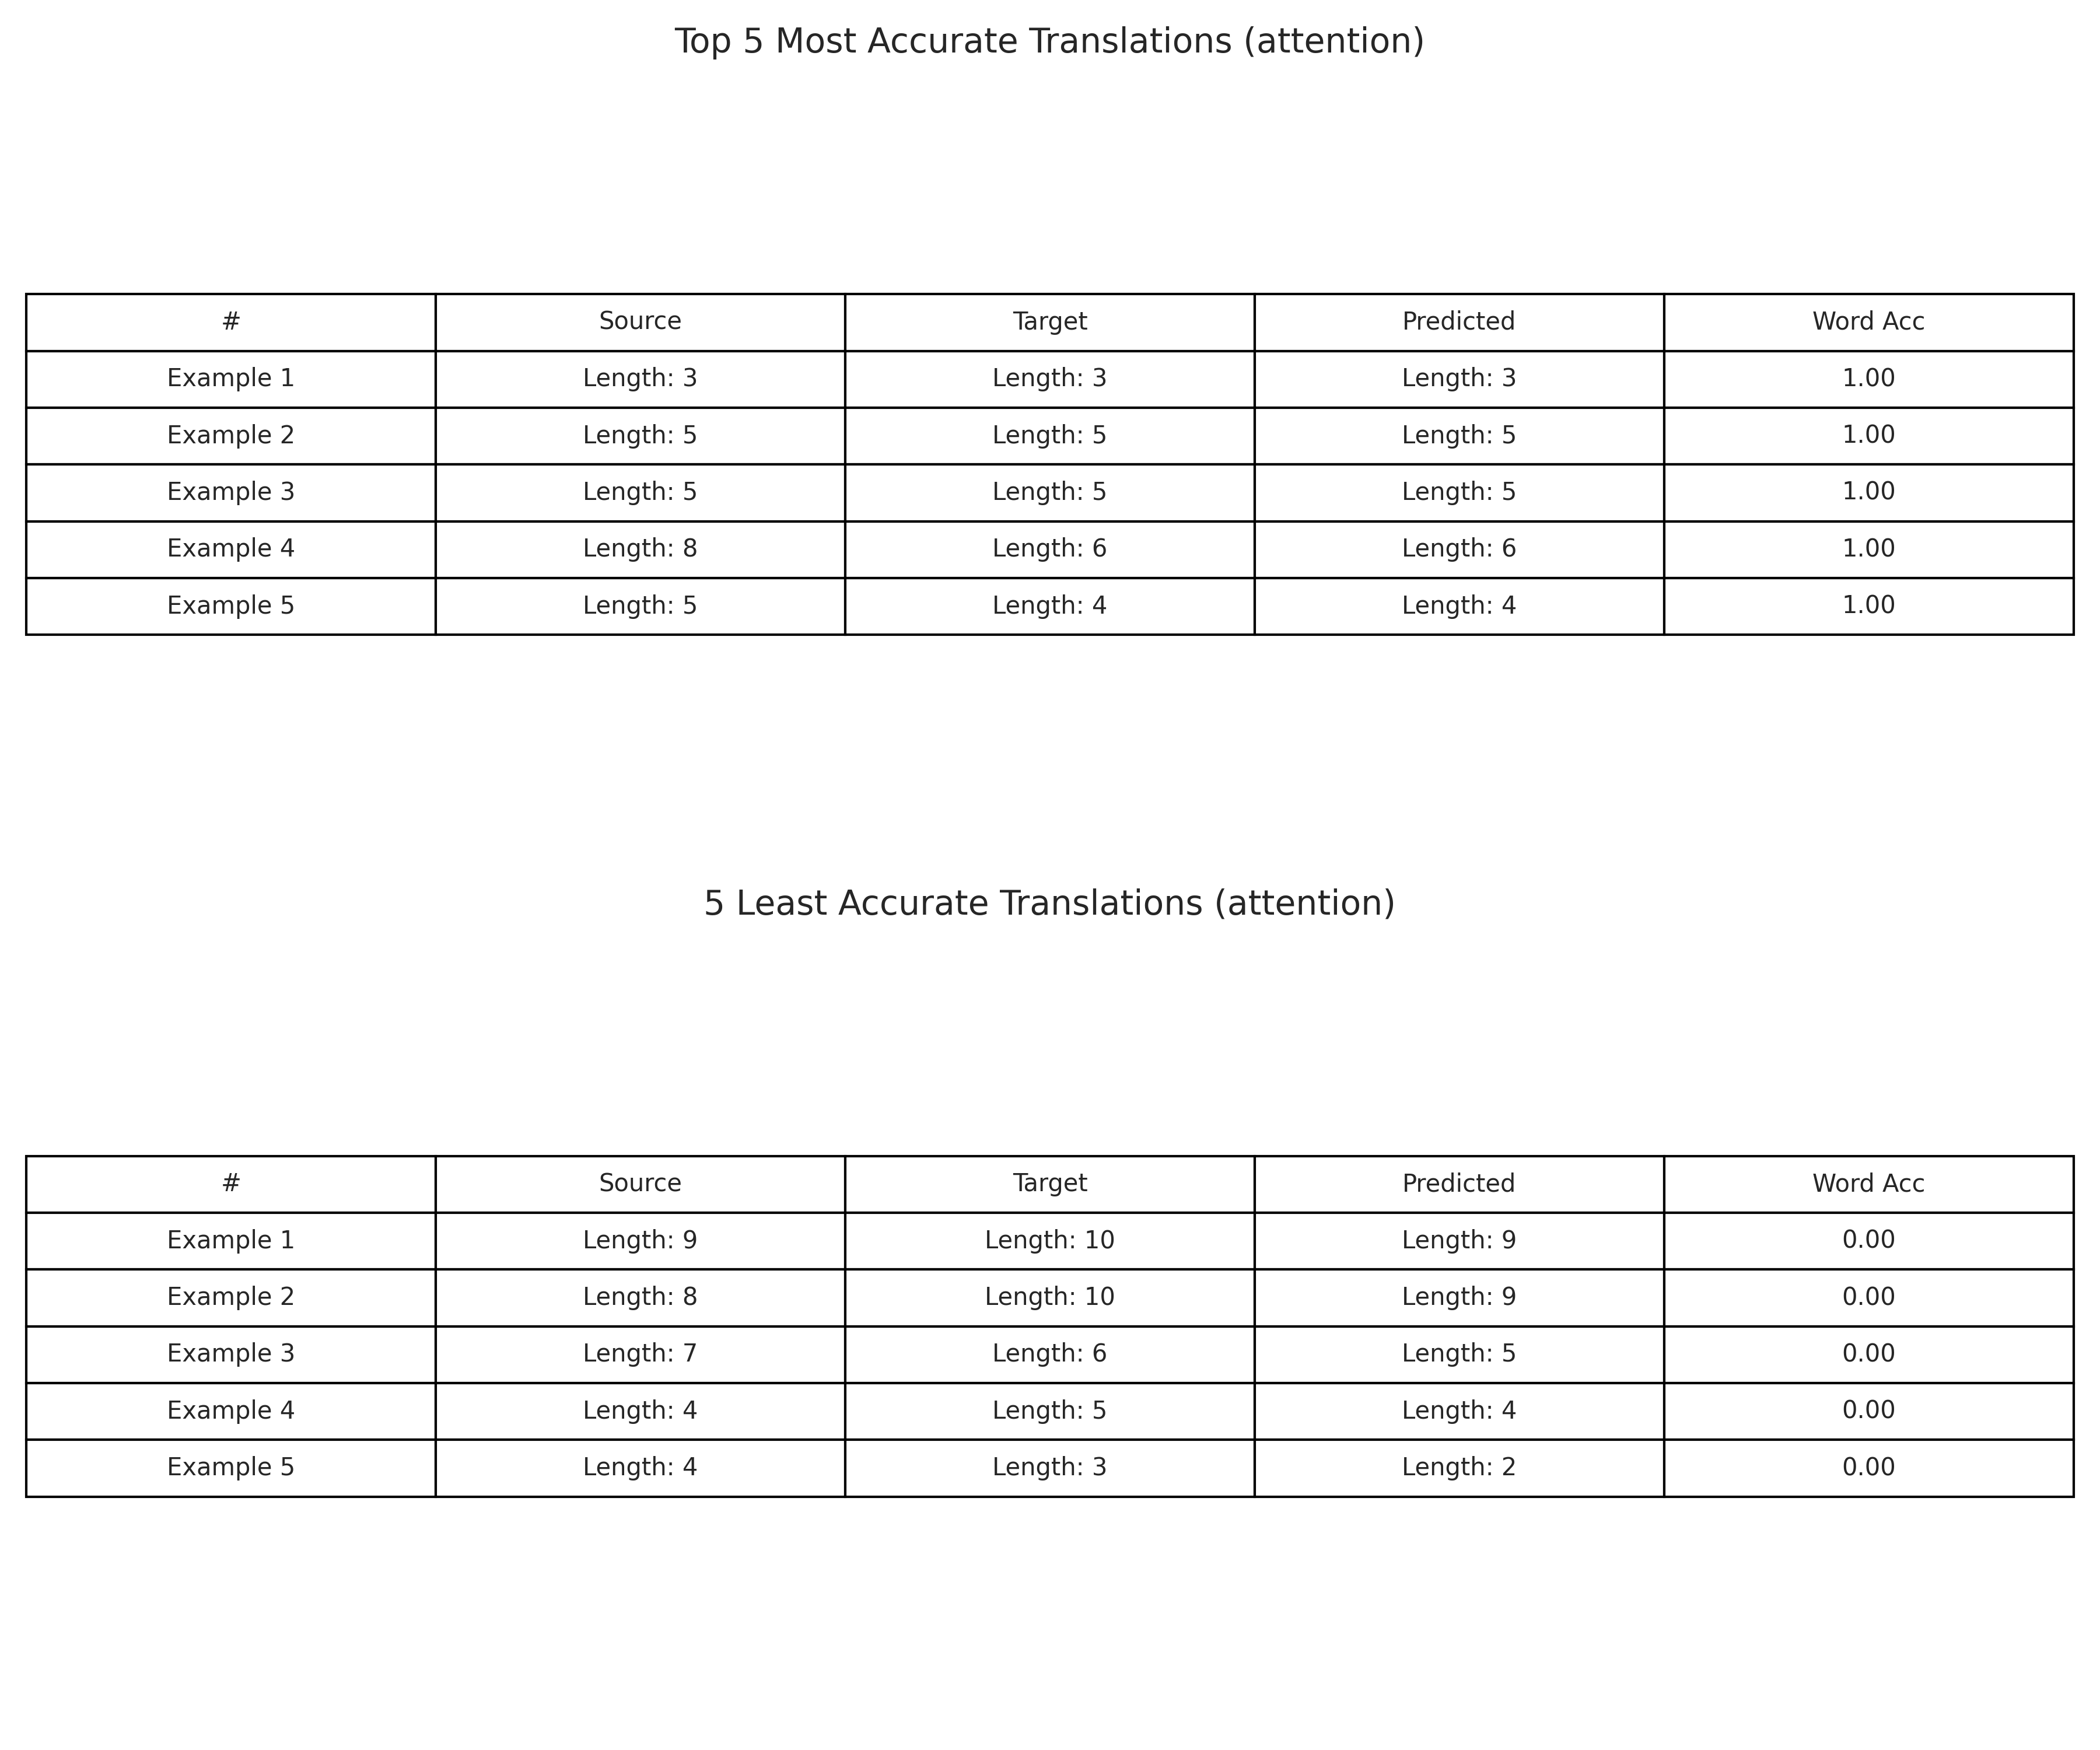 Top 5 Most Accurate Translations (attention)
# Source Target Predicted Word Acc
Example 1 Length: 3 Length: 3 Length: 3 1.00
Example 2 Length: 5 Length: 5 Length: 5 1.00
Example 3 Length: 5 Length: 5 Length: 5 1.00
Example 4 Length: 8 Length: 6 Length: 6 1.00
Example 5 Length: 5 Length: 4 Length: 4 1.00
5 Least Accurate Translations (attention)
# Source Target Predicted Word Acc
Example 1 Length: 9 Length: 10 Length: 9 0.00
Example 2 Length: 8 Length: 10 Length: 9 0.00
Example 3 Length: 7 Length: 6 Length: 5 0.00
Example 4 Length: 4 Length: 5 Length: 4 0.00
Example 5 Length: 4 Length: 3 Length: 2 0.00